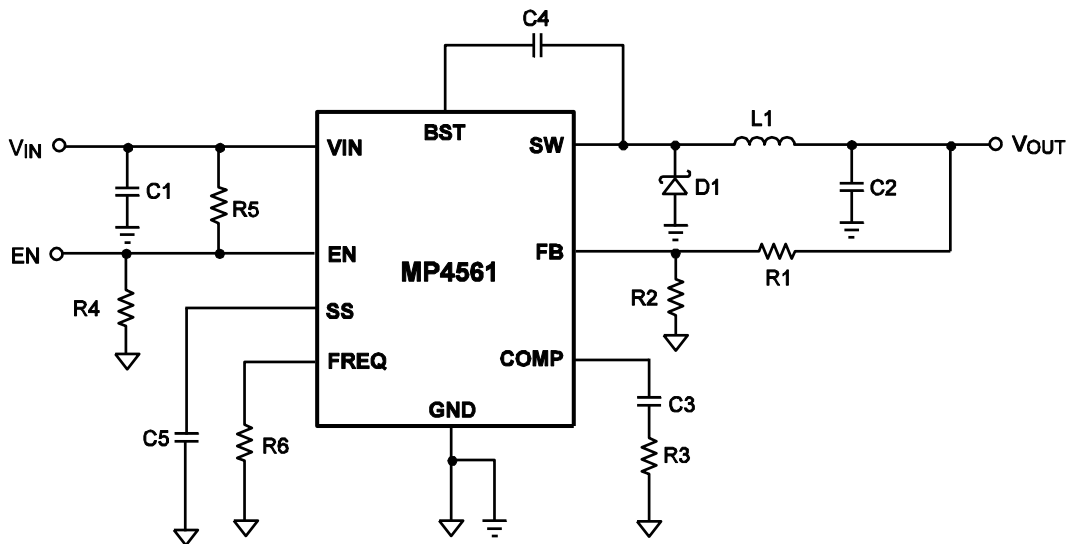 C4
BST
L1
VIN
VIN
SW
VOUT
C1
R5
D1
C2
EN
EN
MP4561
FB
R1
R4
R2
SS
FREQ
COMP
GND
C3
C5
R6
R3